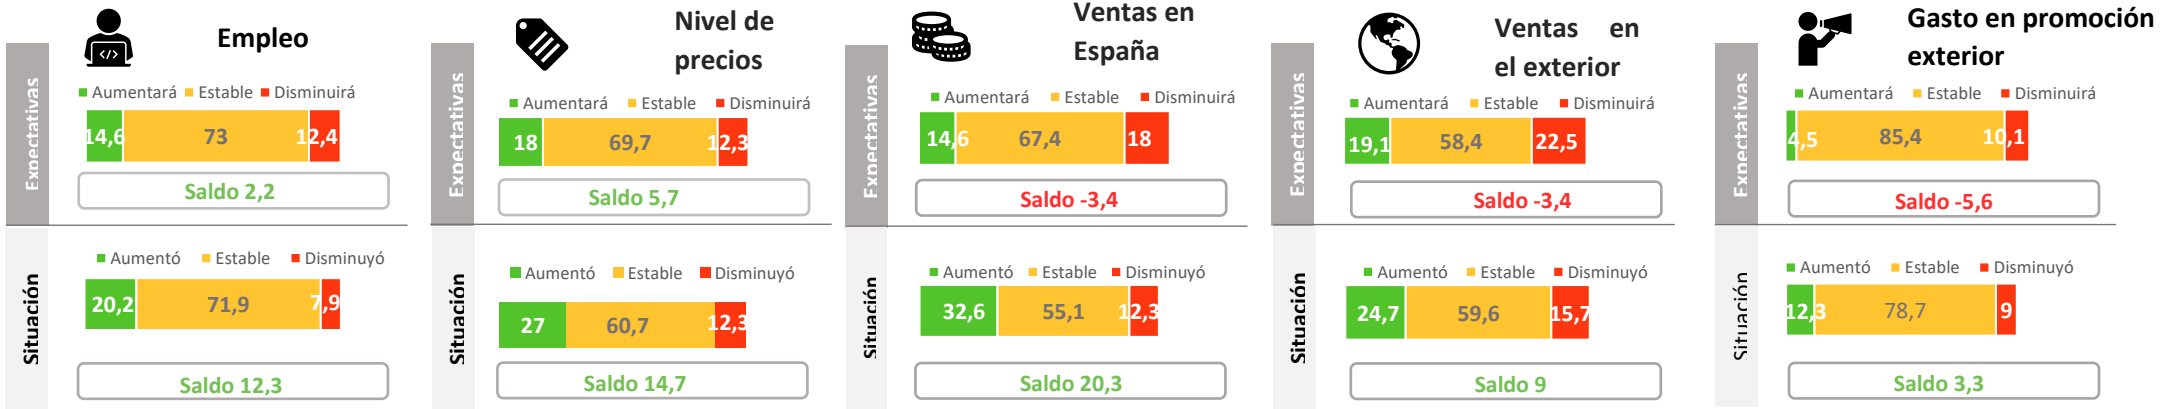 Empleo
Expectativas
Aumentará Estable Disminuirá
14,6 73 12,4
Saldo 2,2
Situación
Aumentó Estable Disminuyó
20,2 71,9 7,9
Saldo 12,3
Nivel de
precios
Expectativas
Aumentará Estable Disminuirá
18 69,7 12,3
Saldo 5,7
Situación
Aumentó Estable Disminuyó
27 60,7 12,3
Saldo 14,7
Ventas en
España
Expectativas
Aumentará Estable Disminuirá
14,6 67,4 18
Saldo -3,4
Situación
Aumentó Estable Disminuyó
32,6 55,1 12,3
Saldo 20,3
Ventas en
el exterior
Expectativas
Aumentará Estable Disminuirá
19,1 58,4 22,5
Saldo -3,4
Situación
Aumentó Estable Disminuyó
24,7 59,6 15,7
Saldo 9
Gasto en promoción
exterior
Expectativas
Aumentará Estable Disminuirá
4,5 85,4 10,1
Saldo -5,6
Situación
Aumentó Estable Disminuyó
12,3 78,7 9
Saldo 3,3